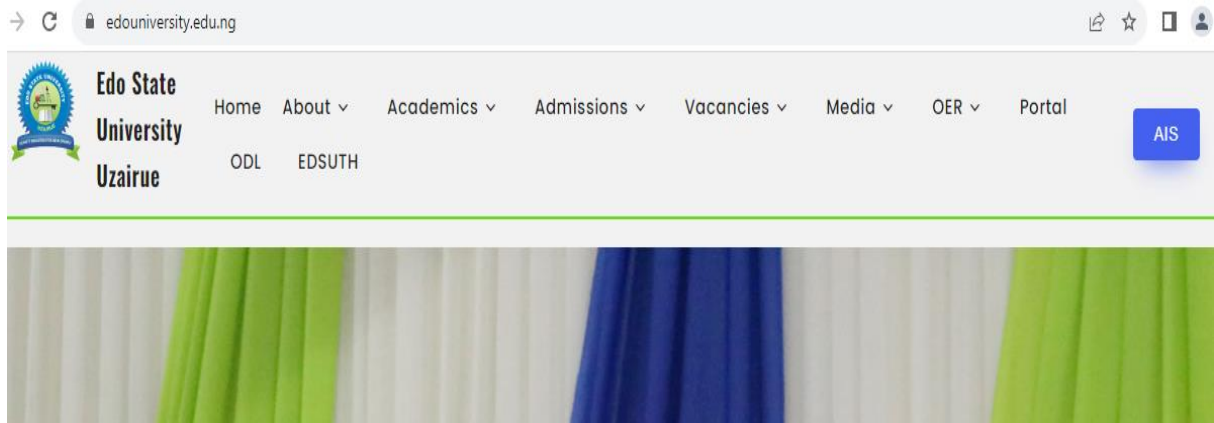 edouniversity.edu.ng
Edo State
University
Uzairue
Home About Academics Admissions Vacancies Media OER Portal
ODL EDSUTH
AIS